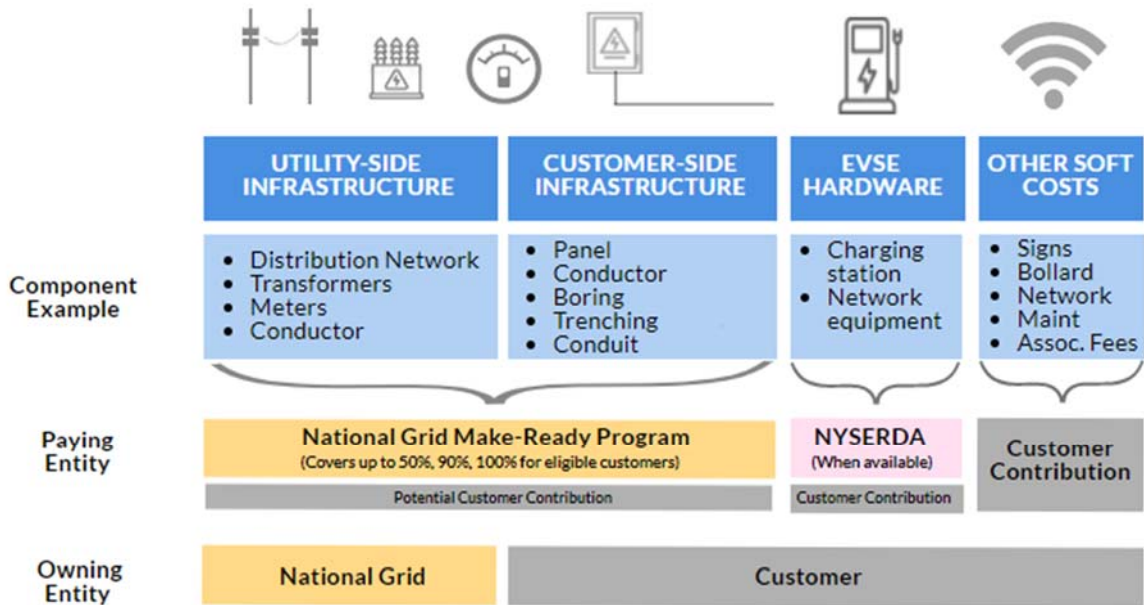 UTILITY-SIDE
INFRASTRUCTURE
CUSTOMER-SIDE
INFRASTRUCTURE
EVSE
HARDWARE
OTHER SOFT
COSTS
Component
Example
• Distribution Network
• Transformers
• Meters
• Conductor
• Panel
• Conductor
• Boring
• Trenching
• Conduit
• Charging
station
• Network
equipment
• Signs
• Bollard
• Network
• Maint
• Assoc. Fees
Paying
Entity
National Grid Make-Ready Program
(Covers up to 50%, 90%, 100% for eligible customers)
Potential Customer Contribution
NYSERDA
(When available)
Customer Contribution
Customer
Contribution
Owning
Entity
National Grid
Customer